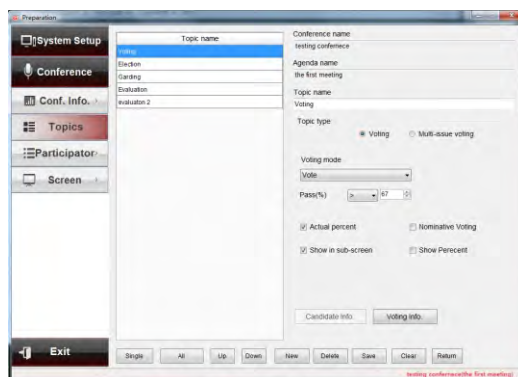 Preparation
System Setup
Conference
Conf. Info.
Topics
Participator
Screen
Exit
Topic name
Voting
Election
Garding
Evaluation
evaluation 2
Conference name
testing confernece
Agenda name
the first meeting
Topic name
Voting
Topic type
Voting
Multi-issue voting
Voting mode
Vote
Pass(%)
>
67
Actual percent
Nominative Voting
Show in sub-screen
Show Perecent
Candidate info.
Voting info.
Single
All
Up
Down
New
Delete
Save
Clear
Return
testing confernece(the first meeting)